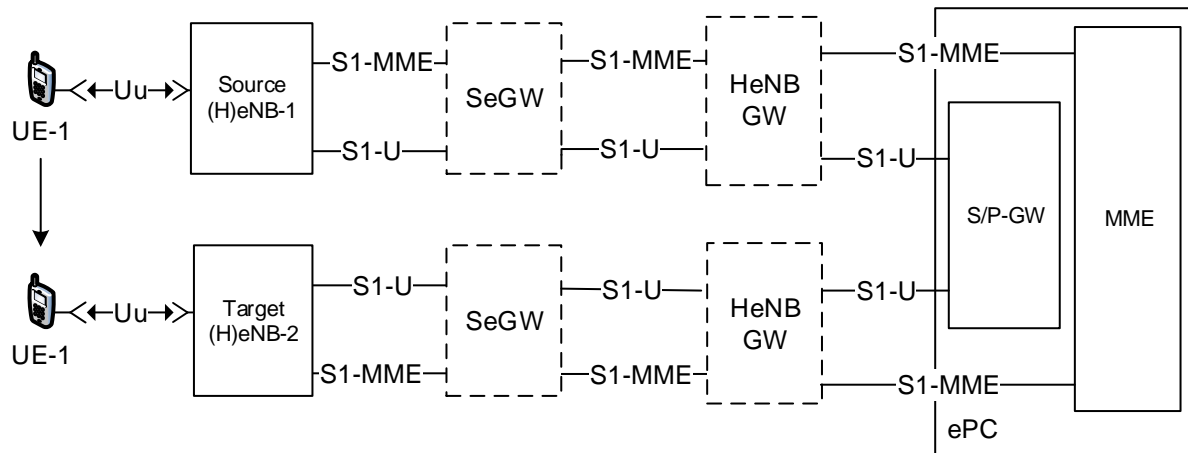 S1-MME
S1-MME
S1-MME
UE-1
Uu
Source
(H)eNB-1
SeGW
HeNB
GW
S1-U
S1-U
S1-U
S/P-GW
MME
UE-1
Uu
Target
(H)eNB-2
S1-U
SeGW
S1-U
HeNB
GW
S1-U
S1-MME
S1-MME
S1-MME
ePC